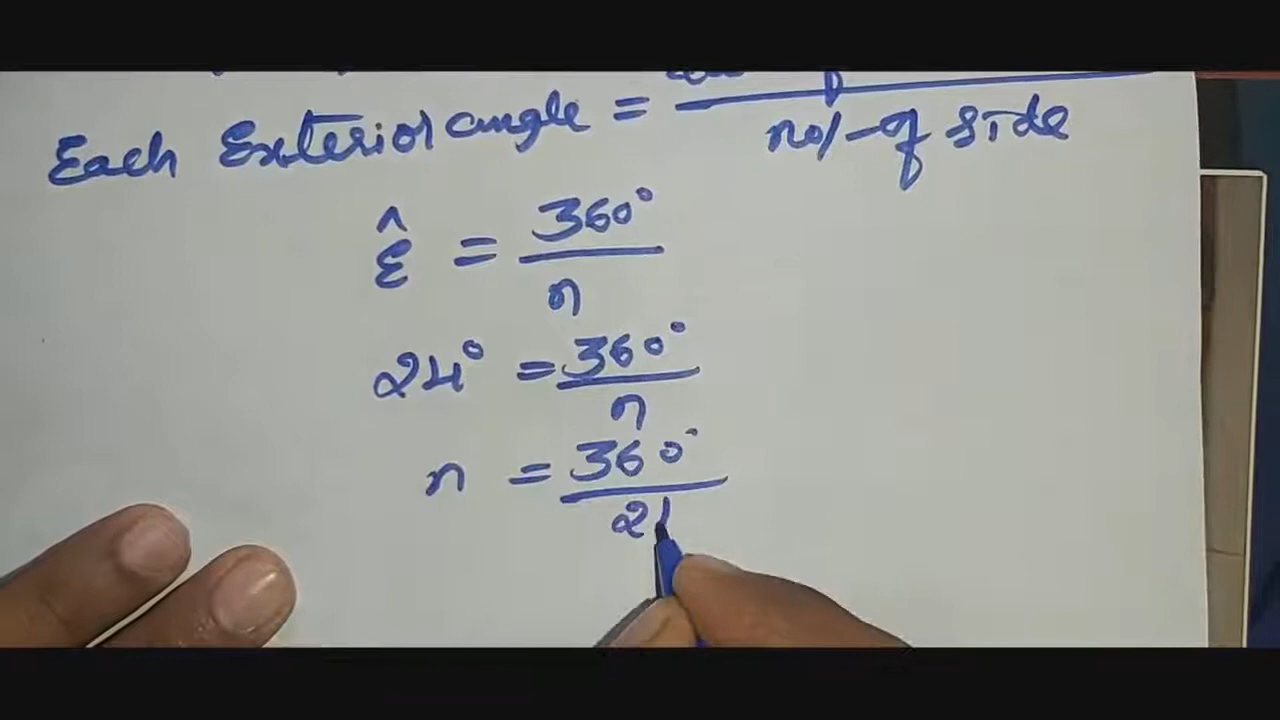 Each Exterior angle = no/- of side
Ê = 360° / n
24° = 360° / n
n = 360° / 24